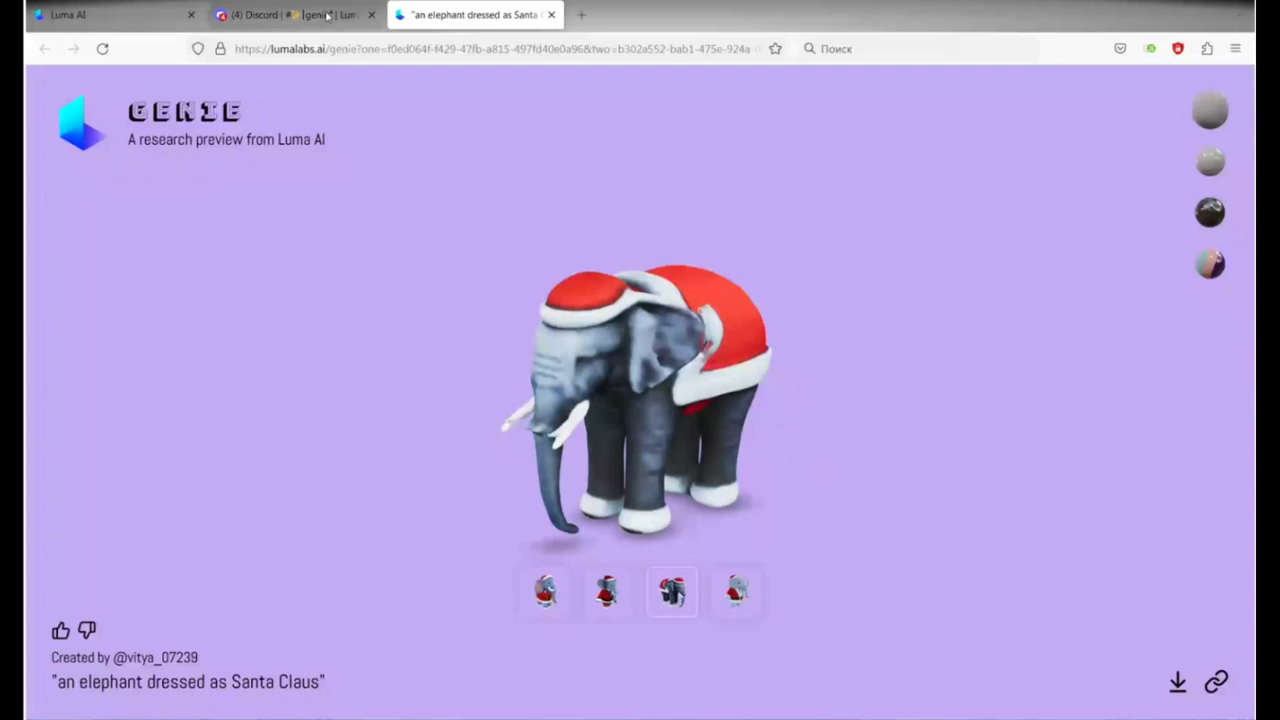 Luma AI
(4) Discord | #
genie | Lum
"an elephant dressed as Santa C
https://lumalabs.ai/genie?one=f0ed064f-f429-47fb-a815-497fd40e0a96&two=b302a552-bab1-475e-924a
Поиск
GENIE
A research preview from Luma AI
Created by @vitya_07239
"an elephant dressed as Santa Claus"